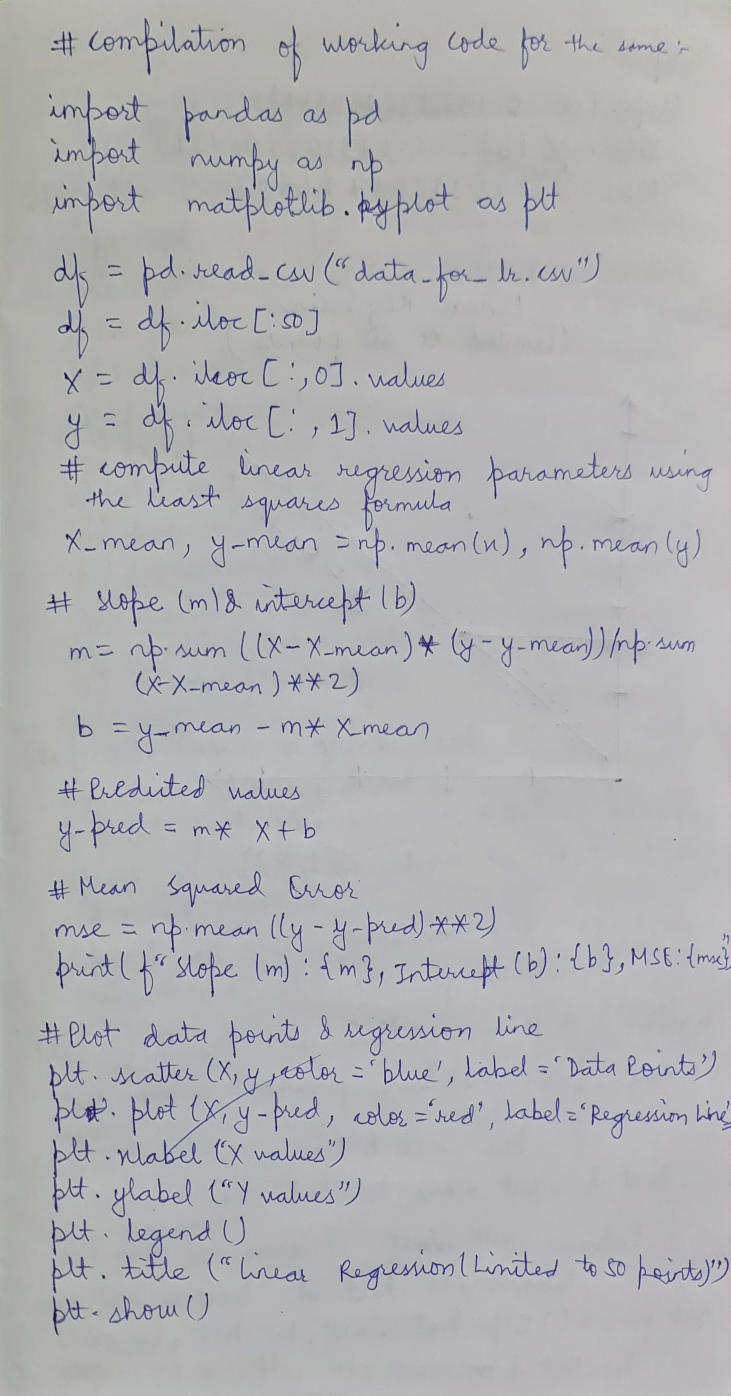 # Compilation of working code for the same :-
import pandas as pd
import numpy as np
import matplotlib.pyplot as plt
df = pd.read_csv("data_for_lr.csv")
df = df.iloc[:50]
X = df.iloc[:,0].values
y = df.iloc[:,1].values
# compute linear regression parameters using
the least squares formula
X_mean, y_mean = np.mean(x), np.mean(y)
# slope (m) & intercept (b)
m = np.sum((X-X_mean)*(y-y_mean))/np.sum
(X-X_mean)**2)
b = y_mean - m* Xmean
# Predicted values
y-pred = m* X+b
# Mean Squared Error
mse = np.mean((y-y-pred)**2)
print(f"Slope (m): {m}, Intercept (b): {b}, MSE: {mse}"
#Plot data points & regression line
plt.scatter(X, y, color='blue', label='Data Points')
plt.plot(X, y-pred, color='red', label='Regression Line'
plt.xlabel("X values")
plt.ylabel("Y values")
plt.legend()
plt.title("Linear Regression(Limited to 50 points)")
plt.show()